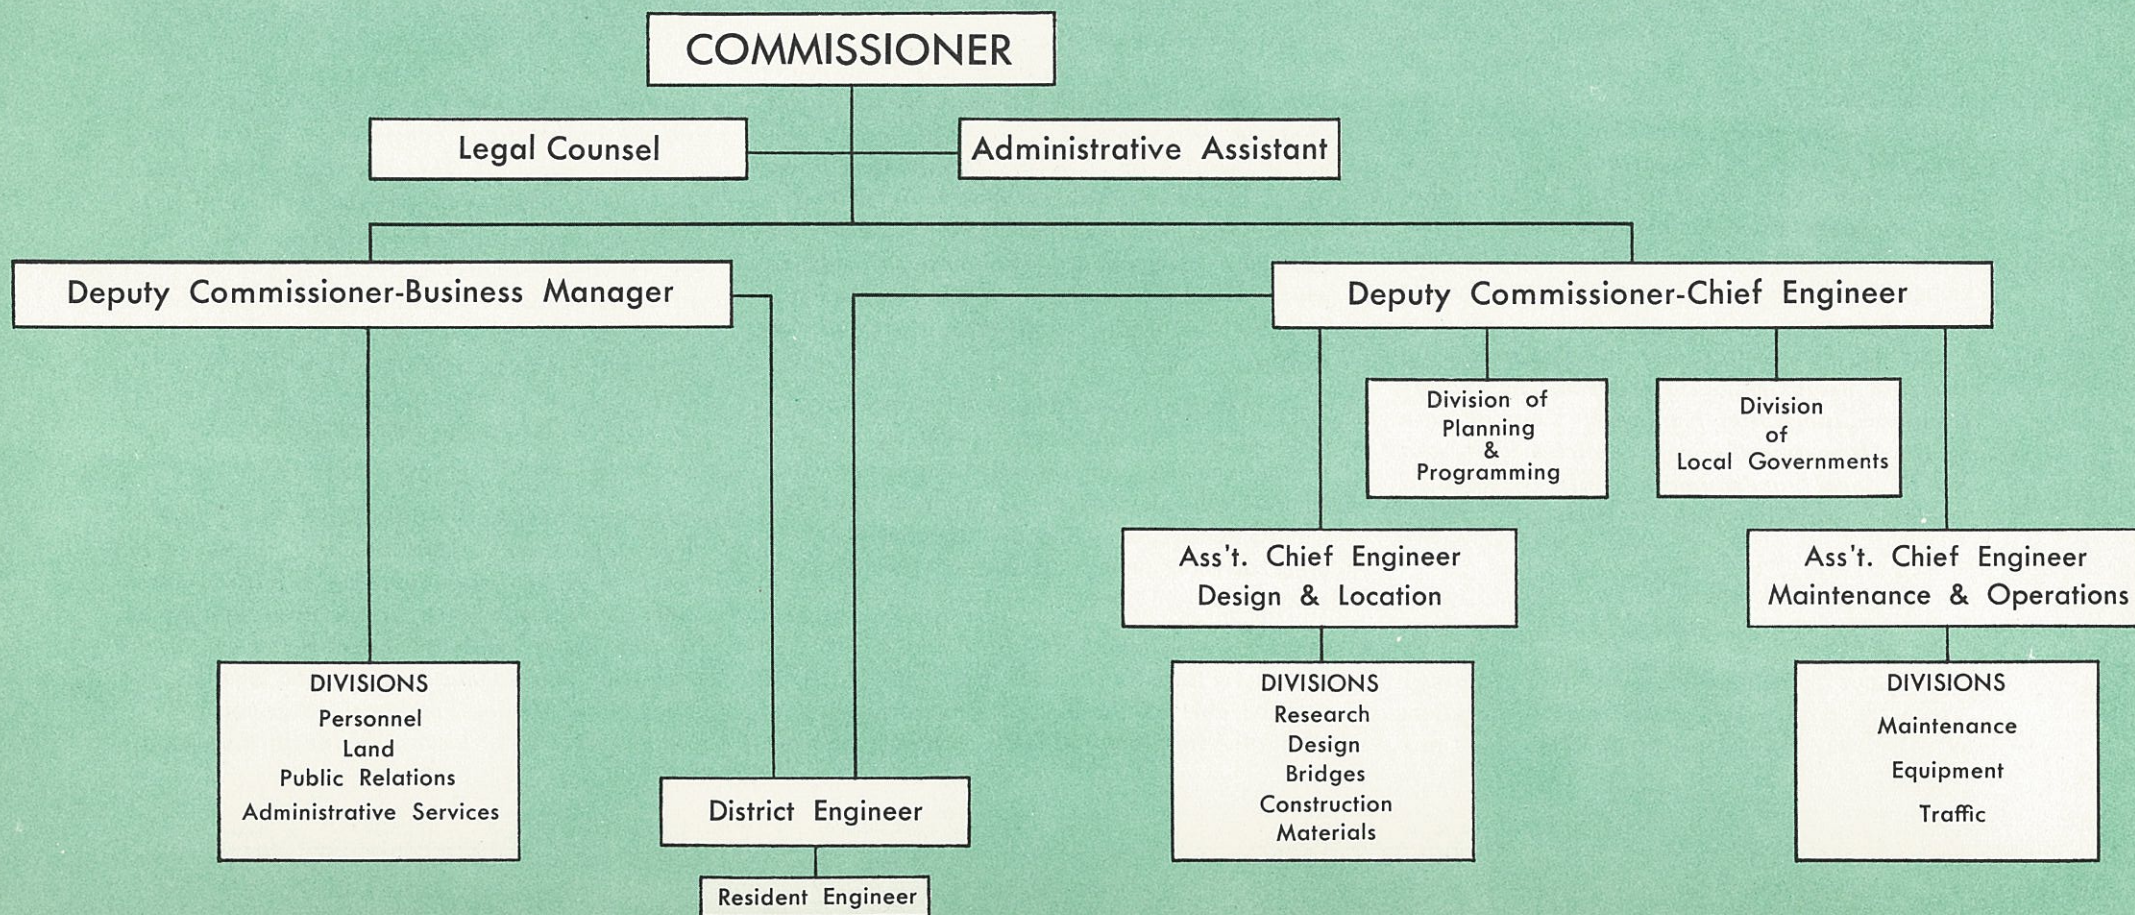 COMMISSIONER
Legal Counsel
Administrative Assistant
Deputy Commissioner-Business Manager
Deputy Commissioner-Chief Engineer
Division of
Planning
&
Programming
Division
of
Local Governments
Ass't. Chief Engineer
Design & Location
Ass't. Chief Engineer
Maintenance & Operations
DIVISIONS
Personnel
Land
Public Relations
Administrative Services
District Engineer
Resident Engineer
DIVISIONS
Research
Design
Bridges
Construction
Materials
DIVISIONS
Maintenance
Equipment
Traffic